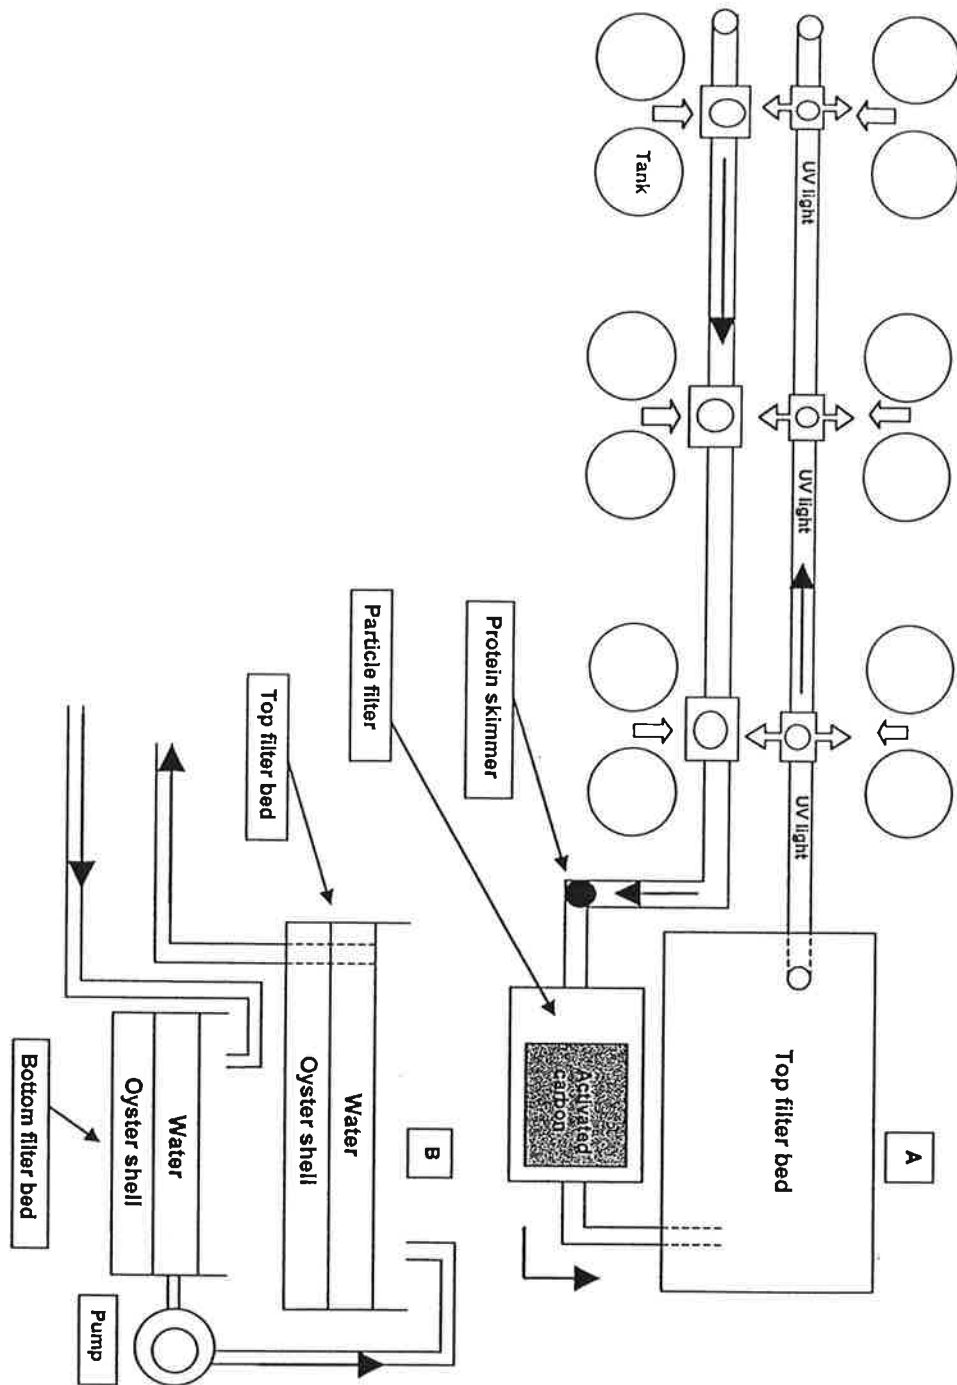 A
Top filter bed
UV light
UV light
UV light
Tank
Activated
carbon
Protein skimmer
Particle filter
B
Top filter bed
Water
Oyster shell
Water
Oyster shell
Bottom filter bed
Pump